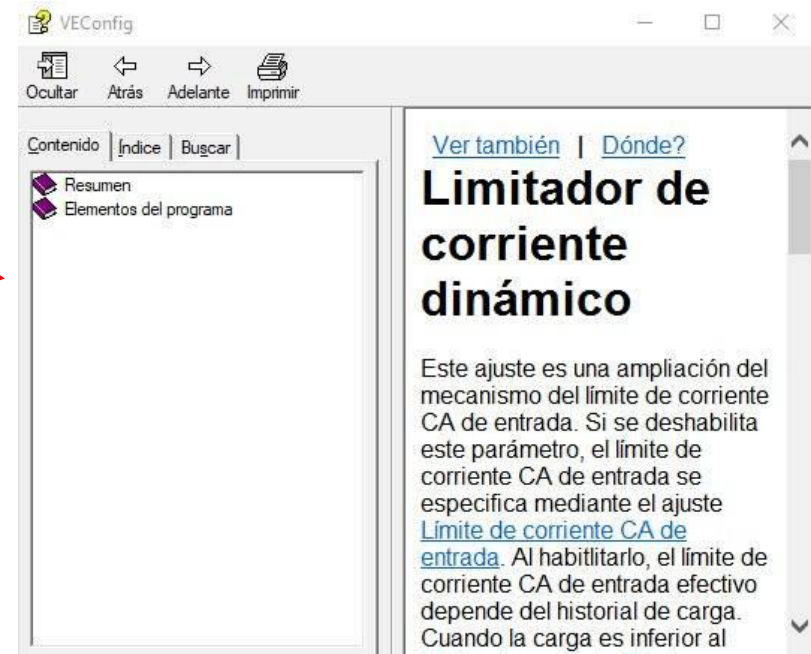 VEConfig
Ocultar Atrás Adelante Imprimir
Contenido Índice Buscar
Resumen
Elementos del programa
Ver también | Dónde?
Limitador de
corriente
dinámico
Este ajuste es una ampliación del
mecanismo del límite de corriente
CA de entrada. Si se deshabilita
este parámetro, el límite de
corriente CA de entrada se
especifica mediante el ajuste
Límite de corriente CA de
entrada. Al habitlitarlo, el límite de
corriente CA de entrada efectivo
depende del historial de carga.
Cuando la carga es inferior al